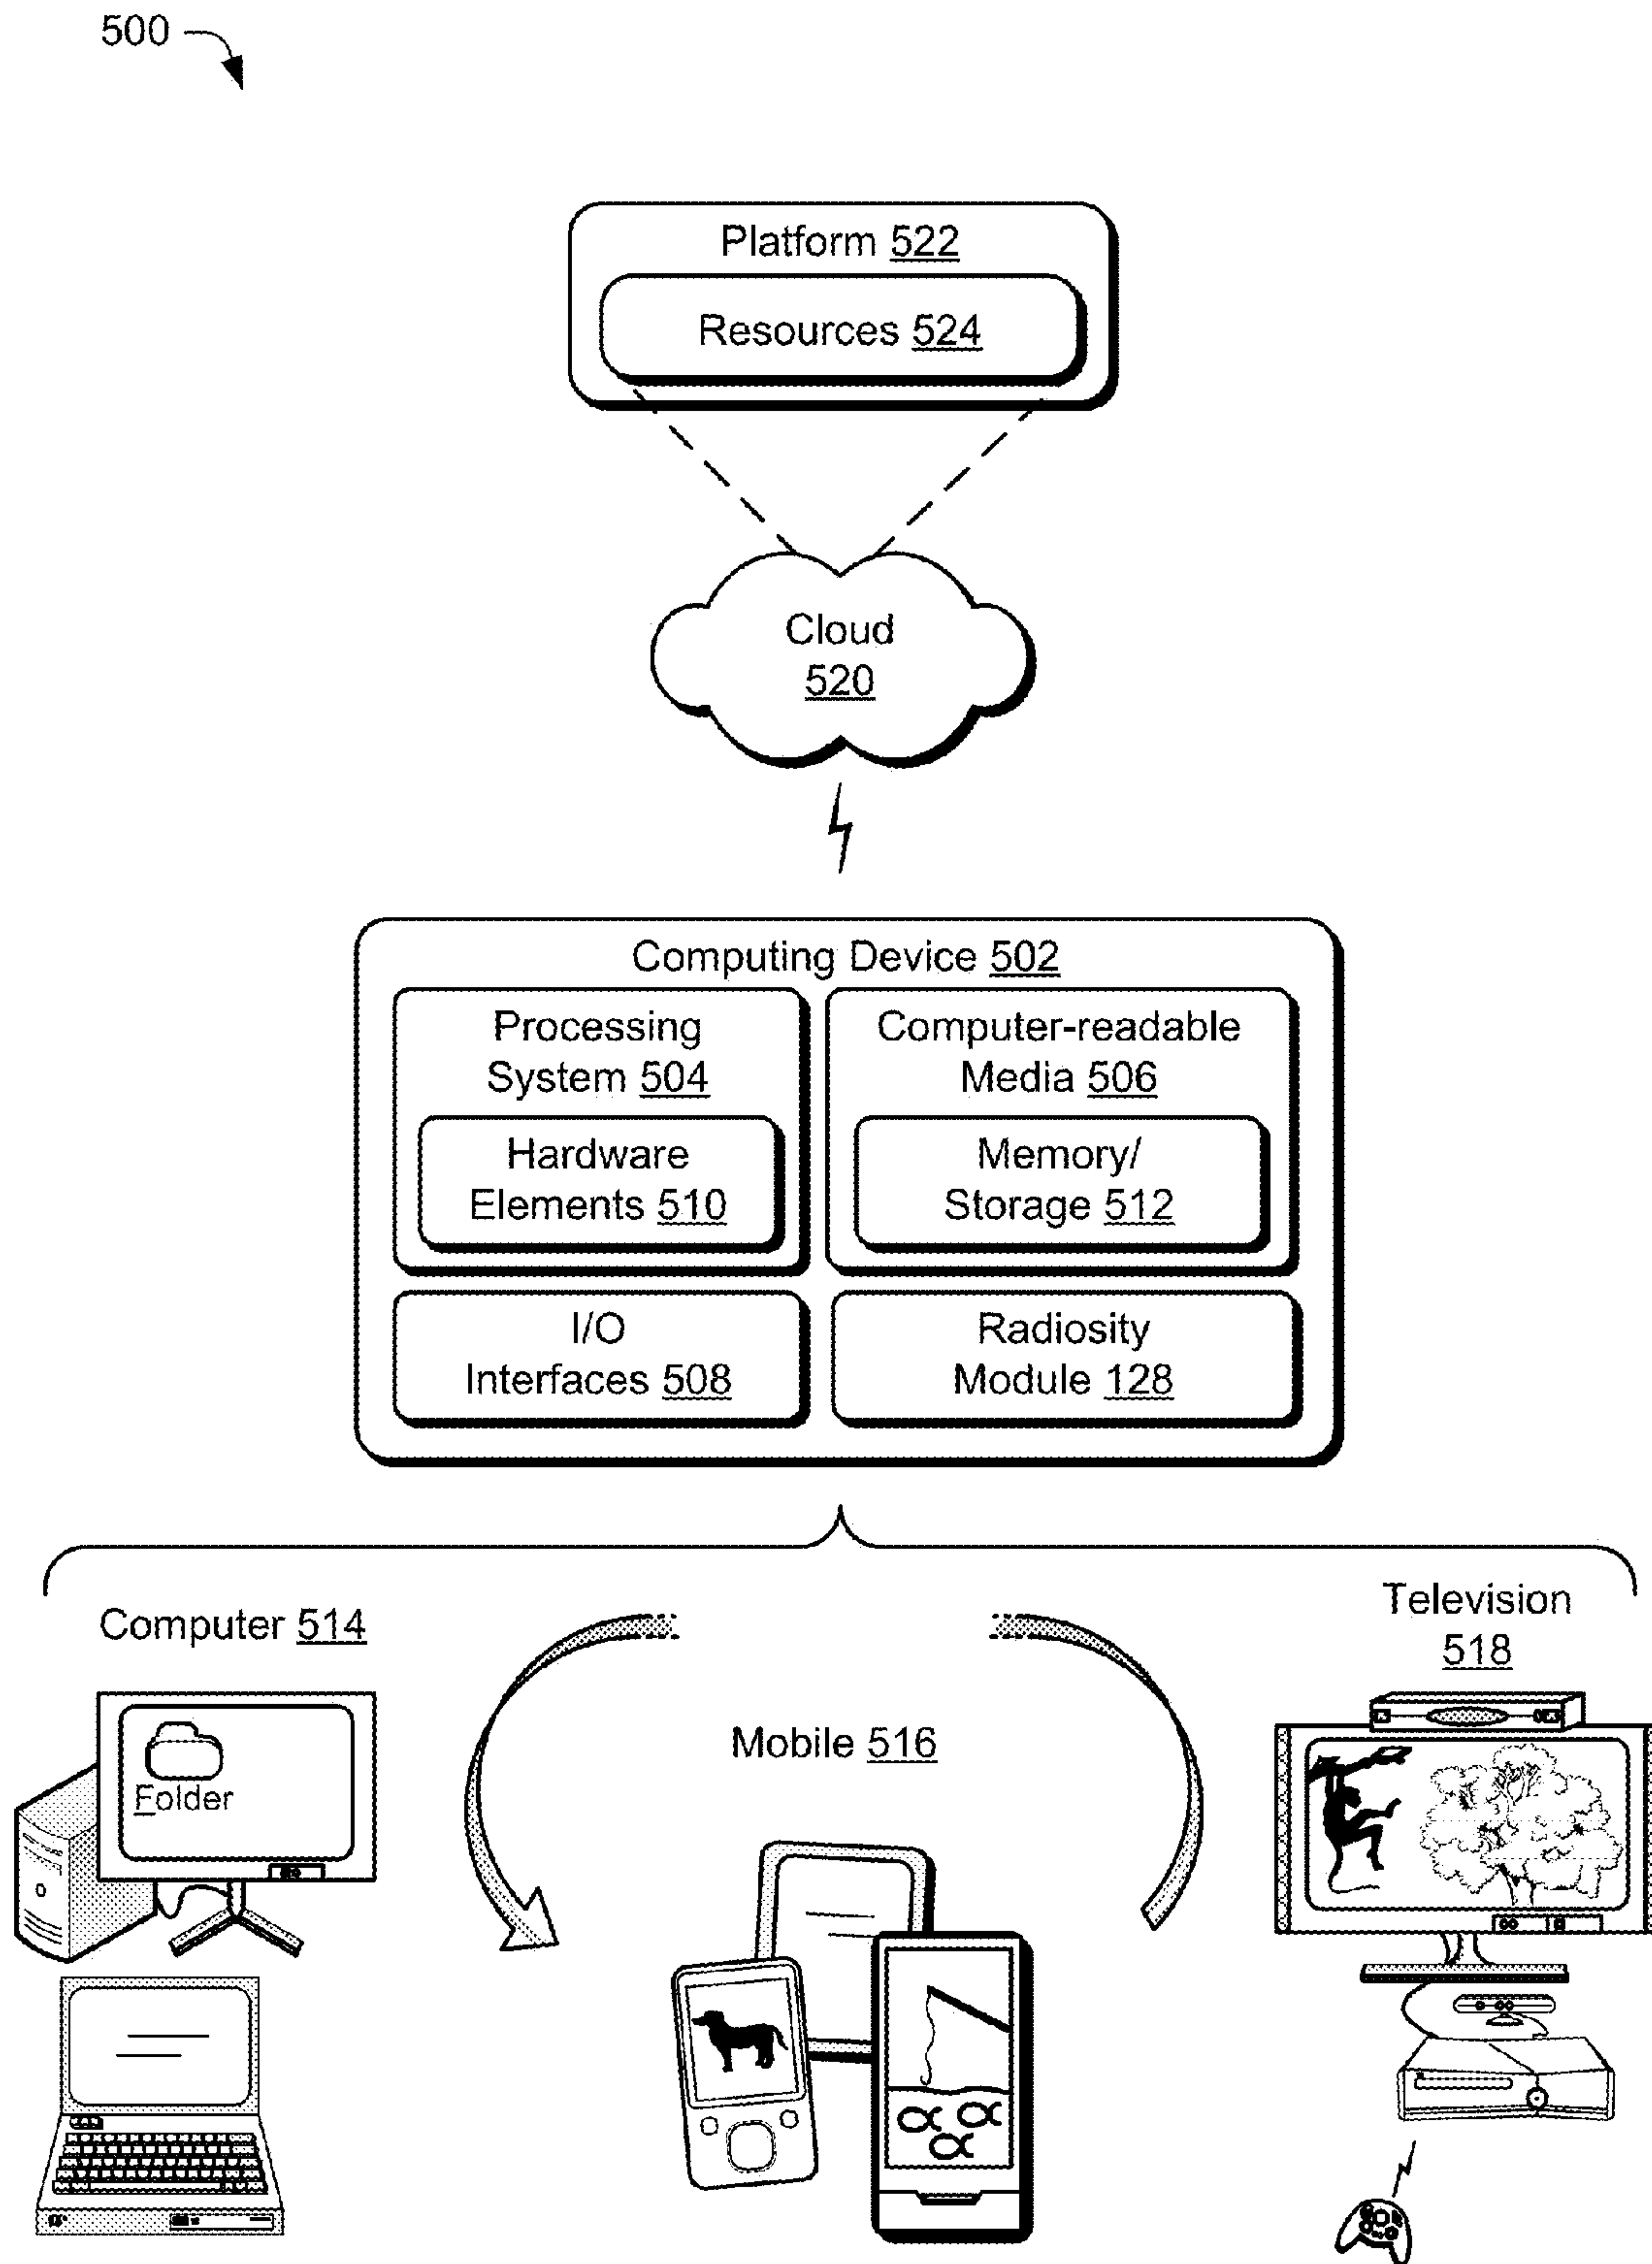 500
Platform 522
Resources 524
Cloud
520
Computing Device 502
Processing
System 504
Computer-readable
Media 506
Hardware
Elements 510
Memory/
Storage 512
I/O
Interfaces 508
Radiosity
Module 128
Computer 514
Television
518
Mobile 516
Folder